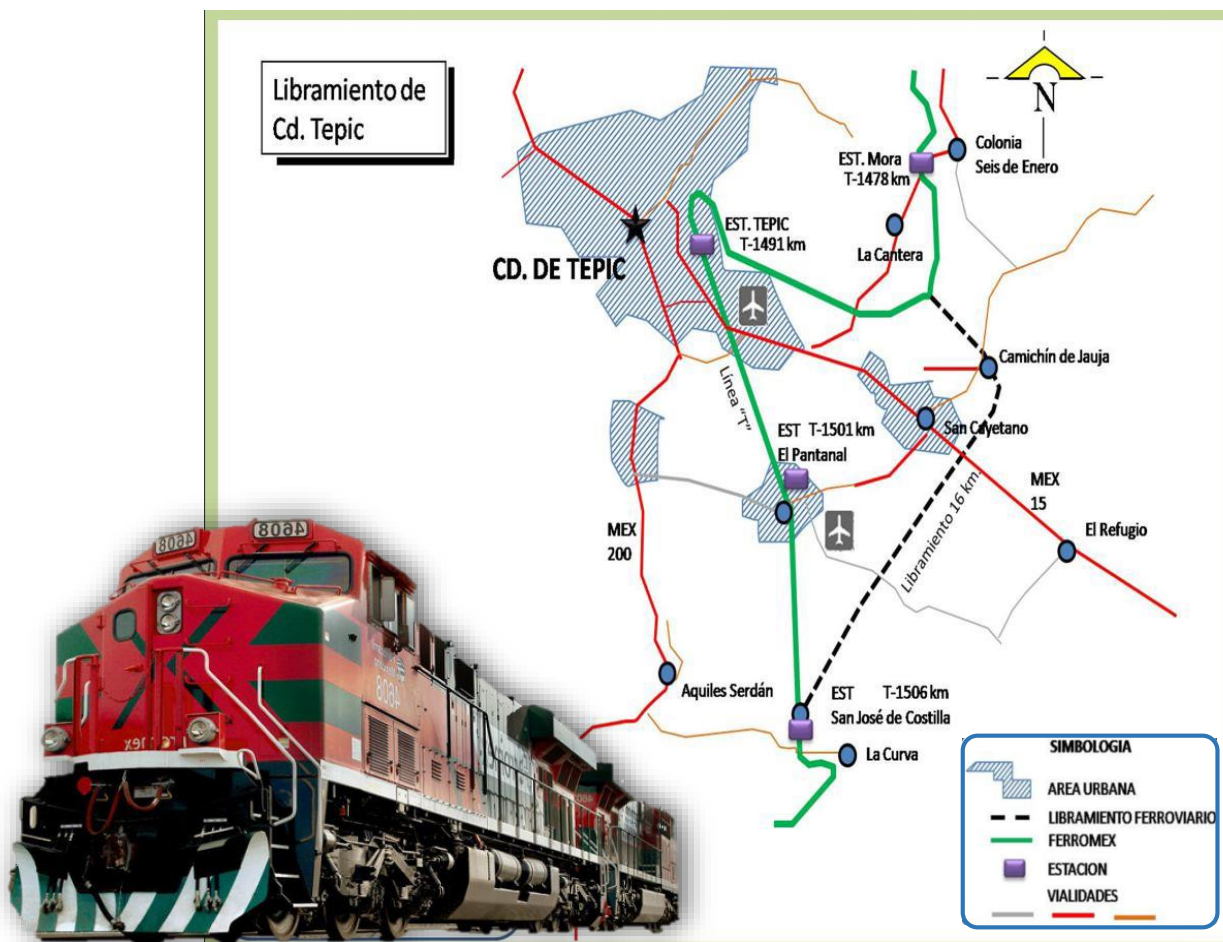 Libramiento de
Cd. Tepic
N
Colonia
Seis de Enero
EST. Mora
T-1478 km
La Cantera
EST. TEPIC
T-1491 km
CD. DE TEPIC
Camichín de Jauja
Línea "T"
San Cayetano
EST T-1501 km
El Pantanal
MEX
15
Libramiento 16 km.
El Refugio
MEX
200
Aquiles Serdán
EST T-1506 km
San José de Costilla
La Curva
SIMBOLOGIA
AREA URBANA
LIBRAMIENTO FERROVIARIO
FERROMEX
ESTACION
VIALIDADES
4608
4608
4608